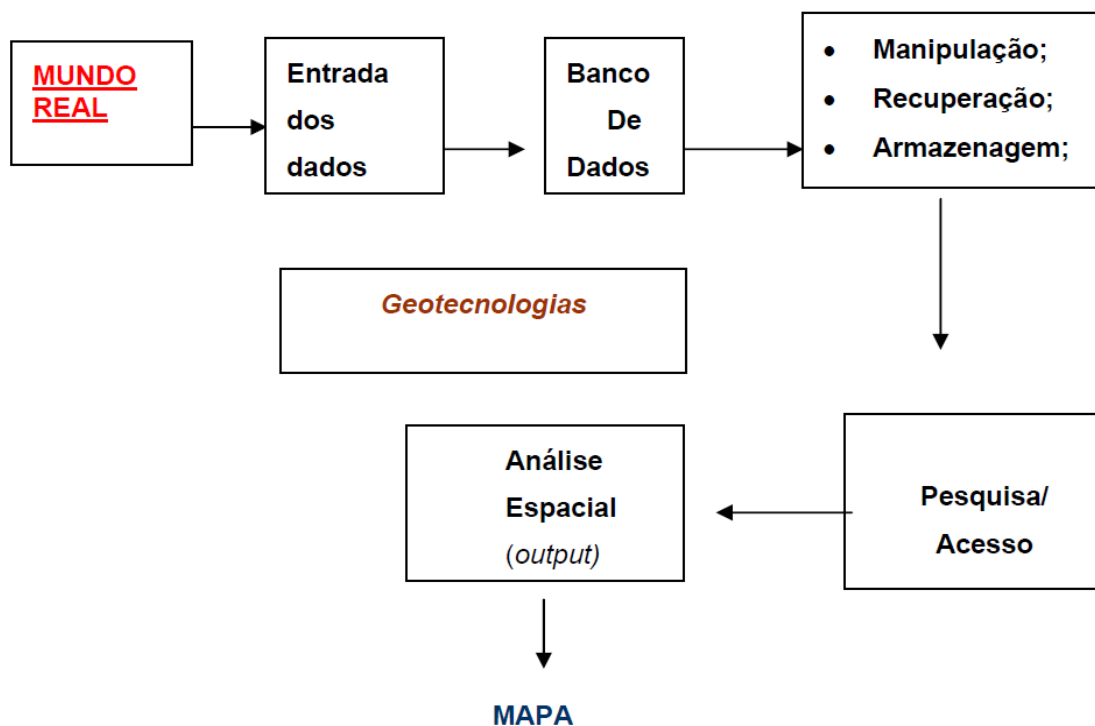 MUNDO
REAL
Entrada
dos
dados
Banco
De
Dados
• Manipulação;
• Recuperação;
• Armazenagem;
Geotecnologias
Análise
Espacial
(output)
Pesquisa/
Acesso
MAPA